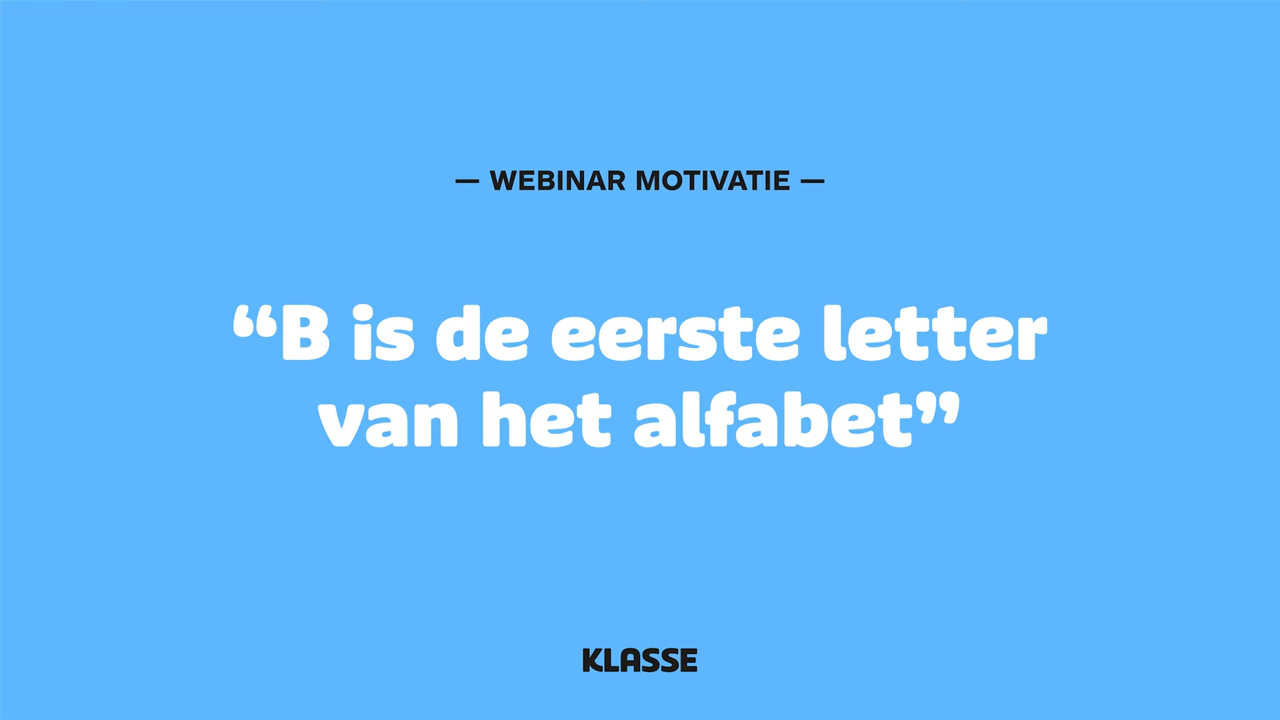 — WEBINAR MOTIVATIE —
“B is de eerste letter
van het alfabet”
KLASSE